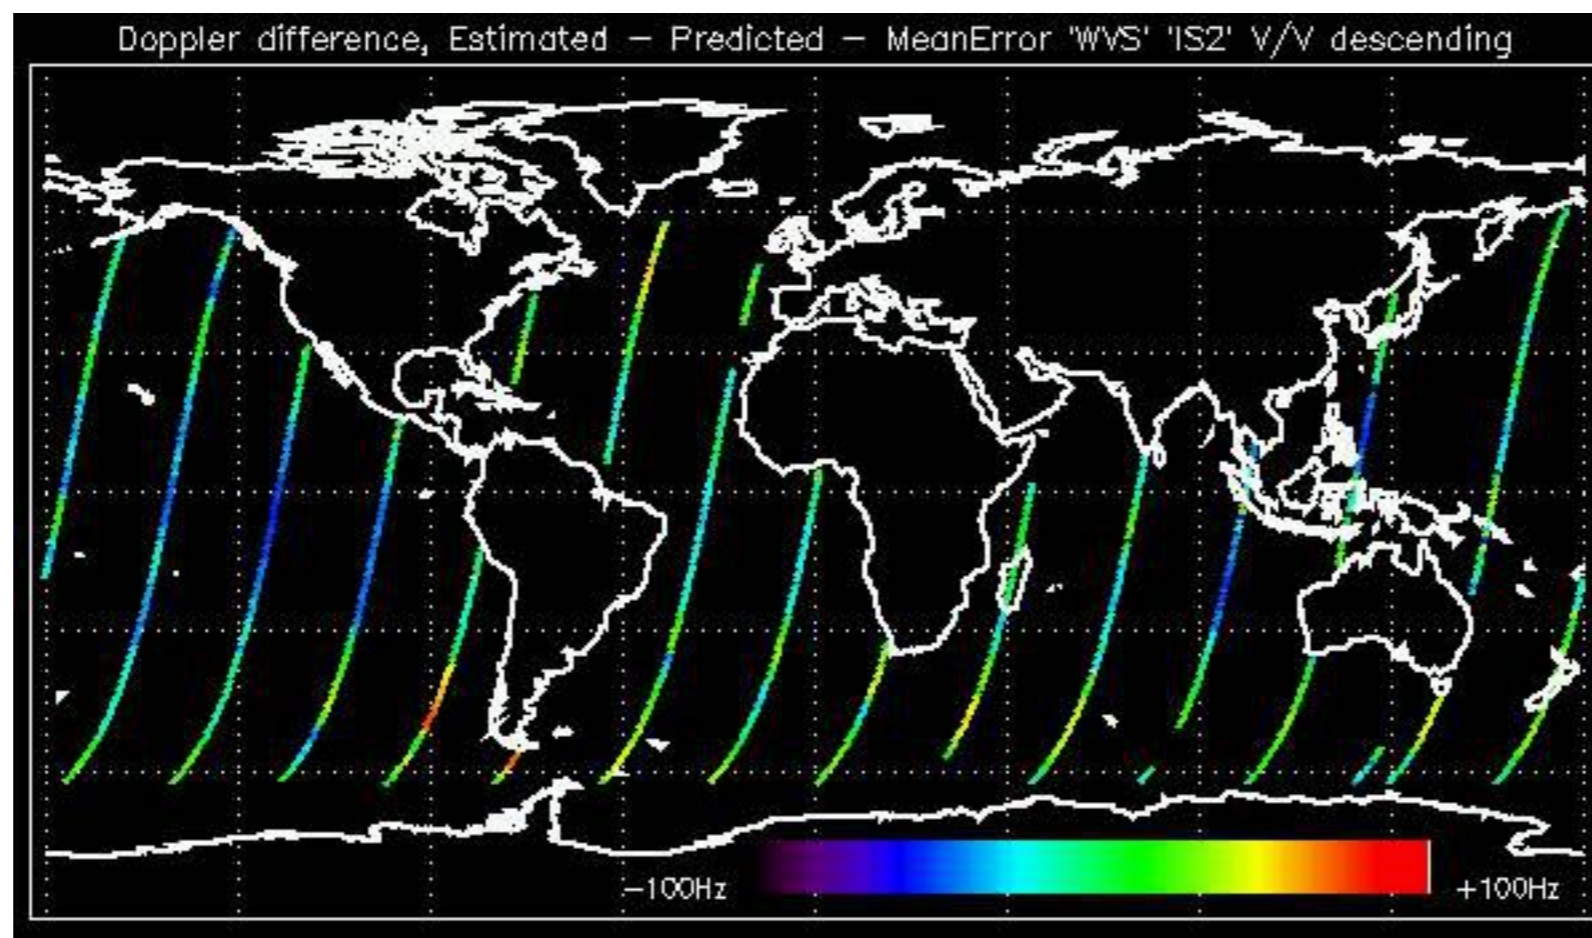 Doppler difference, Estimated – Predicted – MeanError 'WVS' 'IS2' V/V descending
–100Hz +100Hz